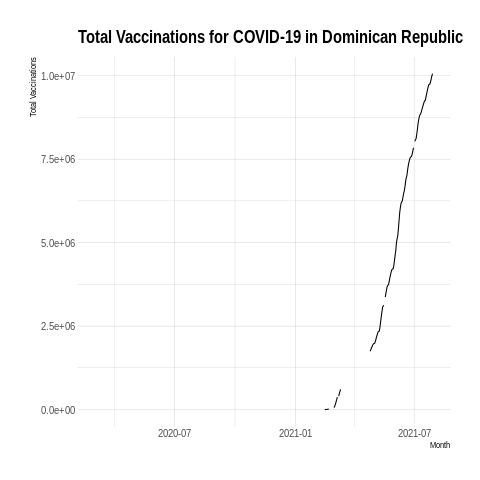 Total Vaccinations for COVID-19 in Dominican Republic
Total Vaccinations
1.0e+07
7.5e+06
5.0e+06
2.5e+06
0.0e+00
2020-07
2021-01
2021-07
Month